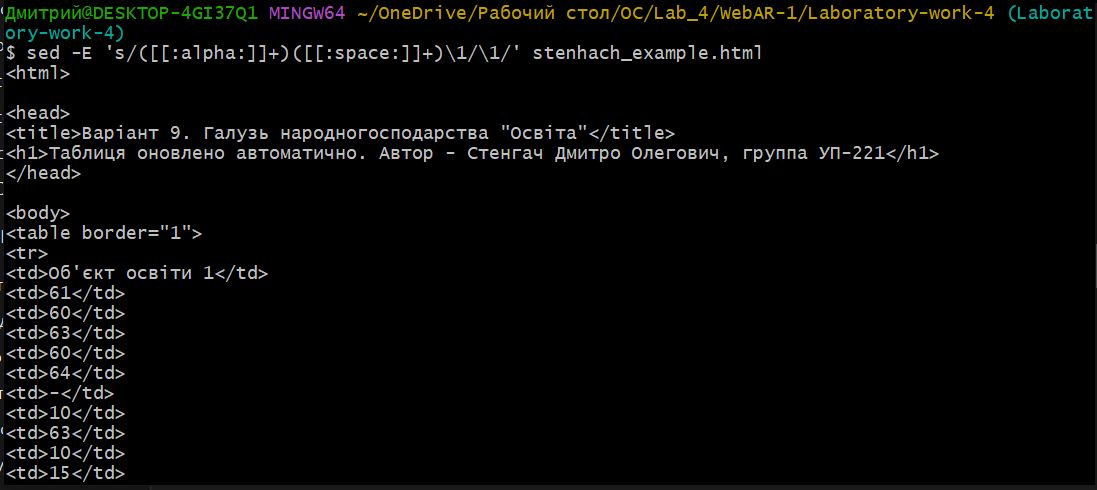 Дмитрий@DESKTOP-4GI37Q1 MINGW64 ~/OneDrive/Рабочий стол/ОС/Lab_4/WebAR-1/Laboratory-work-4 (Laborat
ory-work-4)
$ sed -E 's/([[:alpha:]]+)([[:space:]]+)\1/\1/' stenhach_example.html
<html>
<head>
<title>Варіант 9. Галузь народногосподарства "Освіта"</title>
<h1>Таблиця оновлено автоматично. Автор - Стенгач Дмитро Олегович, группа УП-221</h1>
</head>
<body>
<table border="1">
<tr>
<td>Об'єкт освіти 1</td>
<td>61</td>
<td>60</td>
<td>63</td>
<td>60</td>
<td>64</td>
<td>-</td>
<td>10</td>
<td>63</td>
<td>10</td>
<td>15</td>